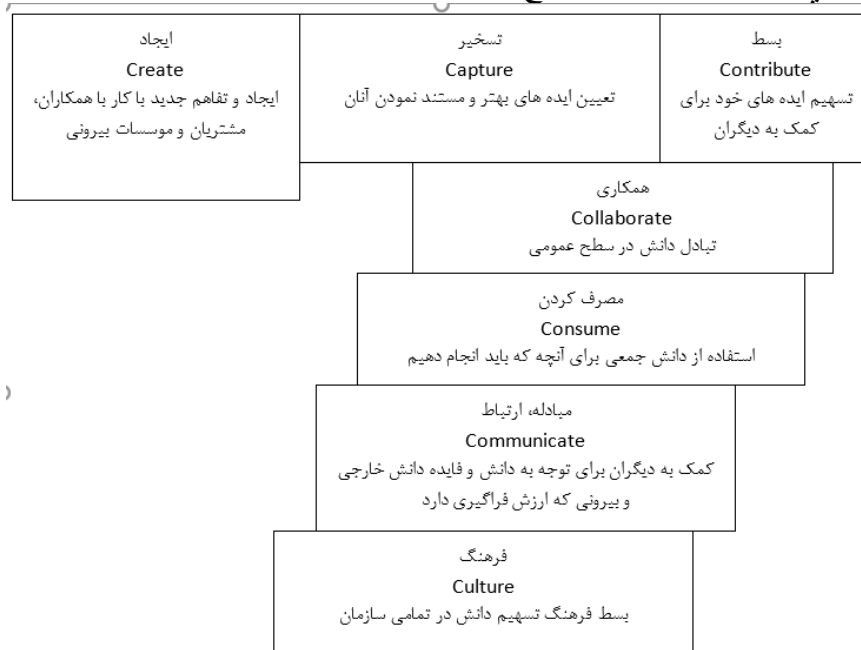 بسط
Contribute
تسهیم ایده های خود برای
کمک به دیگران
تسخیر
Capture
تعیین ایده های بهتر و مستند نمودن آنان
ایجاد
Create
ایجاد و تفاهم جدید با کار با همکاران،
مشتریان و موسسات بیرونی
همکاری
Collaborate
تبادل دانش در سطح عمومی
مصرف کردن
Consume
استفاده از دانش جمعی برای آنچه که باید انجام دهیم
مبادله، ارتباط
Communicate
کمک به دیگران برای توجه به دانش و فایده دانش خارجی
و بیرونی که ارزش فراگیری دارد
فرهنگ
Culture
بسط فرهنگ تسهیم دانش در تمامی سازمان